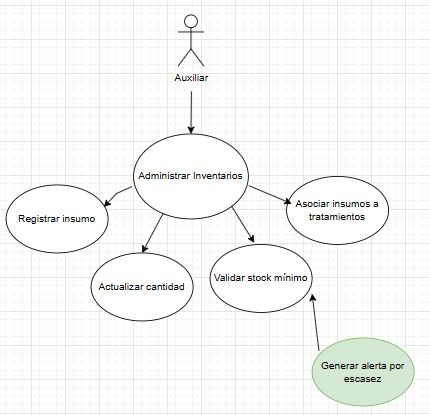 Auxiliar
Administrar Inventarios
Registrar insumo
Asociar insumos a
tratamientos
Actualizar cantidad
Validar stock mínimo
Generar alerta por
escasez